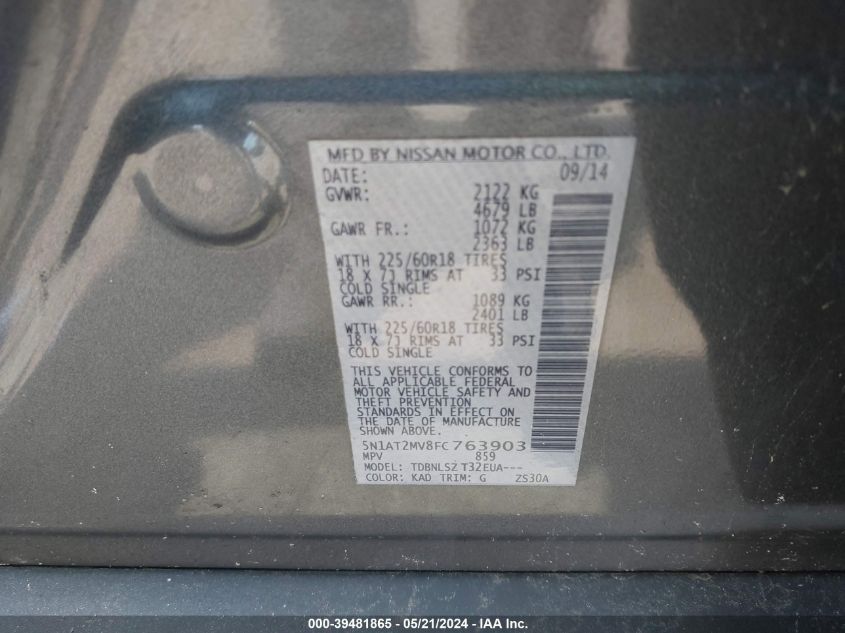 MFD BY NISSAN MOTOR CO., LTD.
DATE: 09/14
GVWR: 2122 KG
4679 LB
GAWR FR.: 1072 KG
2363 LB
WITH 225/60R18 TIRES
18 X 7J RIMS AT 33 PSI
COLD SINGLE
GAWR RR.: 1089 KG
2401 LB
WITH 225/60R18 TIRES
18 X 7J RIMS AT 33 PSI
COLD SINGLE
THIS VEHICLE CONFORMS TO
ALL APPLICABLE FEDERAL
MOTOR VEHICLE SAFETY AND
THEFT PREVENTION
STANDARDS IN EFFECT ON
THE DATE OF MANUFACTURE
SHOWN ABOVE.
5N1AT2MV8FC763903
MPV 859
MODEL: TDBNLSZ T32EUA---
COLOR: KAD TRIM: G ZS30A
000-39481865 - 05/21/2024 - IAA Inc.